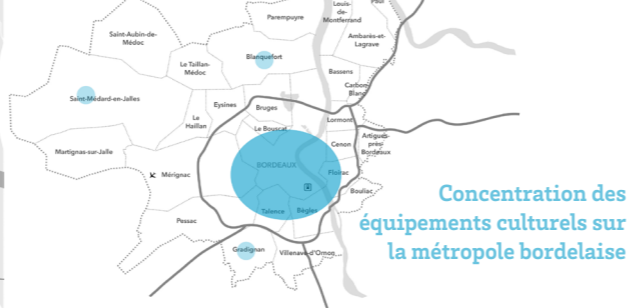 Louis-
de-
Montferrand
Paul
Parempuyre
Saint-Aubin-de-
Médoc
Ambarès-et-
Lagrave
Blanquefort
Le Taillan-
Médoc
Bassens
Carbon-
Blanc
Saint-Médard-en-Jalles
Eysines
Bruges
Le
Haillan
Lormont
Le Bouscat
Cenon
Artigues-
près-
Bordeaux
Martignas-sur-Jalle
BORDEAUX
Mérignac
Floirac
Bouliac
Talence
Bègles
Pessac
Gradignan
Villenave-d'Ornon
Concentration des
équipements culturels sur
la métropole bordelaise